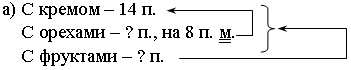 а) С кремом – 14 п.
С орехами – ? п., на 8 п. м.
С фруктами – ? п.